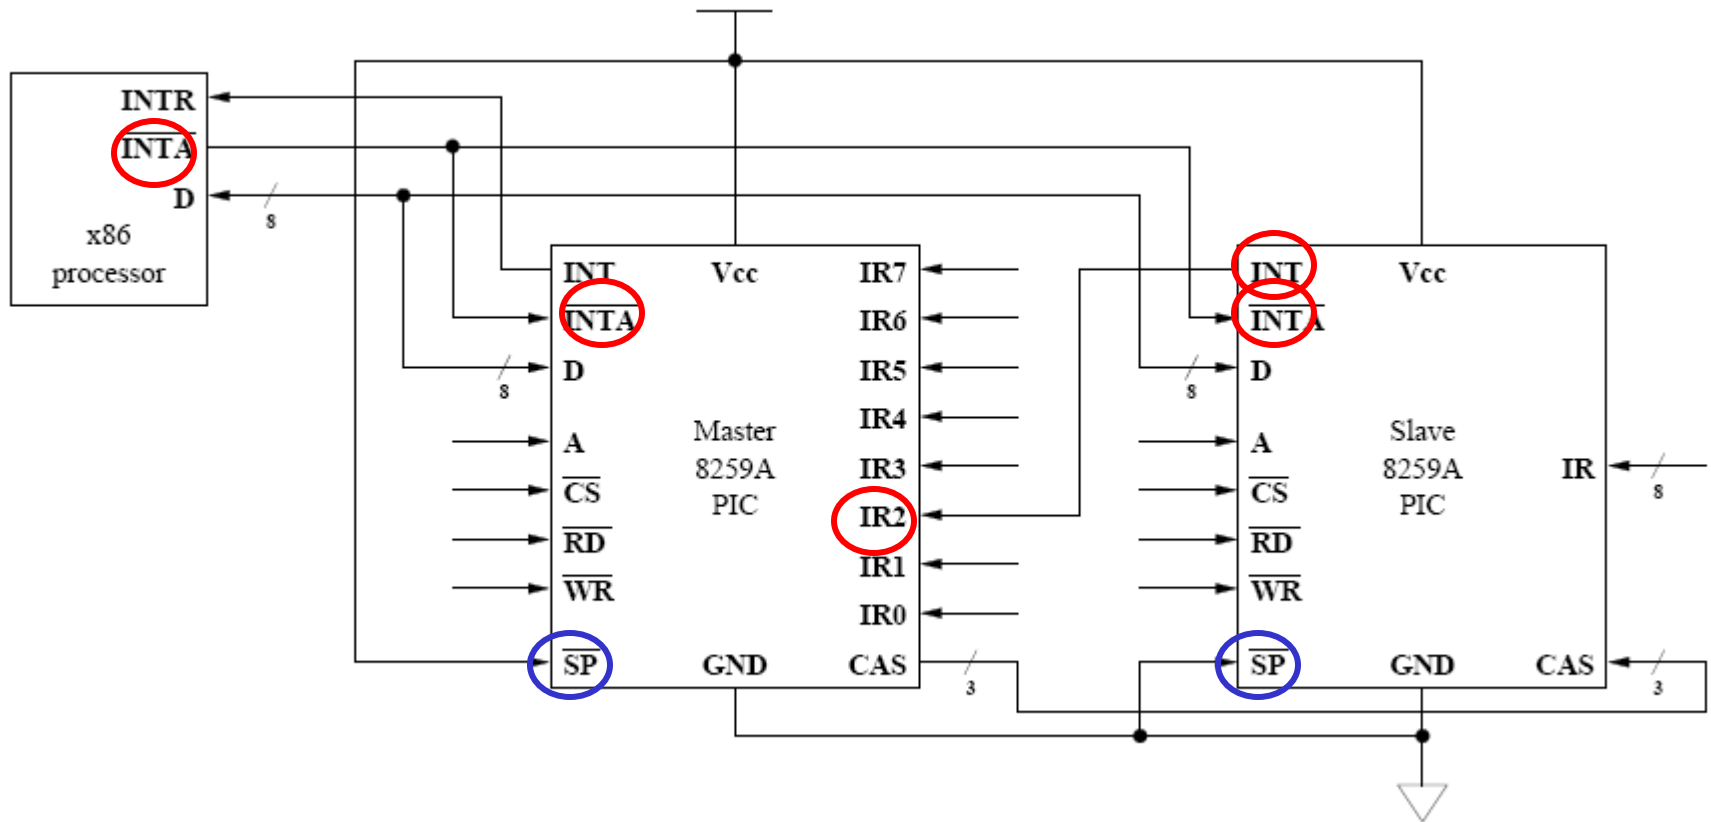 INTR
INTA
D
8
x86
processor
INT
Vcc
IR7
INTA
IR6
D
8
IR5
A
Master
IR4
8259A
CS
IR3
PIC
RD
IR2
WR
IR1
IR0
SP
GND
CAS
3
INT
Vcc
INTA
D
8
A
Slave
8259A
IR
8
CS
PIC
RD
WR
SP
GND
CAS
3